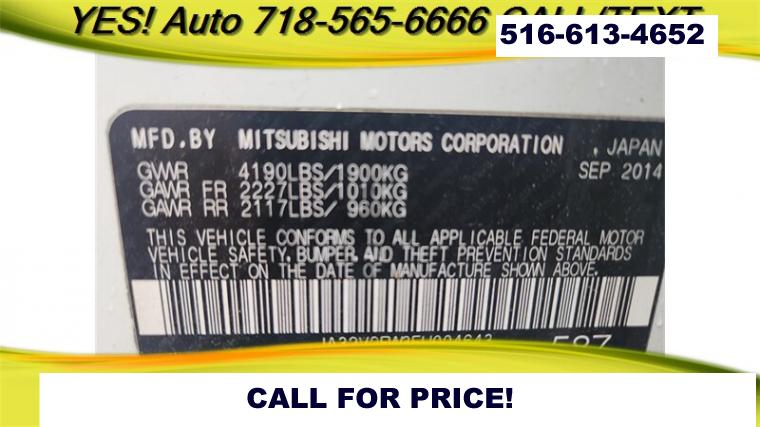 YES! Auto 718-565-6666 CALL/TEXT
516-613-4652
MFD.BY MITSUBISHI MOTORS CORPORATION , JAPAN
GVWR 4190LBS/1900KG SEP 2014
GAWR FR 2227LBS/1010KG
GAWR RR 2117LBS/ 960KG
THIS VEHICLE CONFORMS TO ALL APPLICABLE FEDERAL MOTOR
VEHICLE SAFETY, BUMPER, AND THEFT PREVENTION STANDARDS
IN EFFECT ON THE DATE OF MANUFACTURE SHOWN ABOVE.
CALL FOR PRICE!